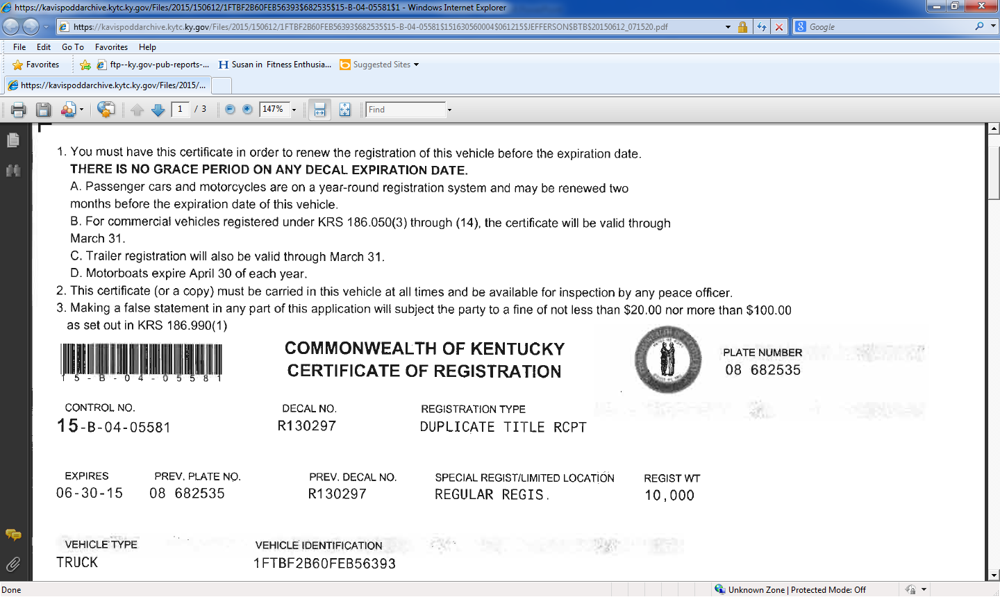 https://kavispoddarchive.kytc.ky.gov/Files/2015/150612/1FTBF2B60FEB56393$682535$15-B-04-05581$1 - Windows Internet Explorer
https://kavispoddarchive.kytc.ky.gov/Files/2015/150612/1FTBF2B60FEB56393$682535$15-B-04-05581$151630560004$061215$JEFFERSON$BTB$20150612_071520.pdf
Google
File Edit Go To Favorites Help
Favorites ftp--ky.gov-pub-reports-... Susan in Fitness Enthusia... Suggested Sites
https://kavispoddarchive.kytc.ky.gov/Files/2015/...
1 / 3 147% Find
1. You must have this certificate in order to renew the registration of this vehicle before the expiration date.
THERE IS NO GRACE PERIOD ON ANY DECAL EXPIRATION DATE.
A. Passenger cars and motorcycles are on a year-round registration system and may be renewed two
months before the expiration date of this vehicle.
B. For commercial vehicles registered under KRS 186.050(3) through (14), the certificate will be valid through
March 31.
C. Trailer registration will also be valid through March 31.
D. Motorboats expire April 30 of each year.
2. This certificate (or a copy) must be carried in this vehicle at all times and be available for inspection by any peace officer.
3. Making a false statement in any part of this application will subject the party to a fine of not less than $20.00 nor more than $100.00
as set out in KRS 186.990(1)
15-B-04-05581
COMMONWEALTH OF KENTUCKY
CERTIFICATE OF REGISTRATION
PLATE NUMBER
08 682535
CONTROL NO. DECAL NO. REGISTRATION TYPE
15-B-04-05581 R130297 DUPLICATE TITLE RCPT
EXPIRES PREV. PLATE NO. PREV. DECAL NO. SPECIAL REGIST/LIMITED LOCATION REGIST WT
06-30-15 08 682535 R130297 REGULAR REGIS. 10,000
VEHICLE TYPE VEHICLE IDENTIFICATION
TRUCK 1FTBF2B60FEB56393
Done Unknown Zone | Protected Mode: Off